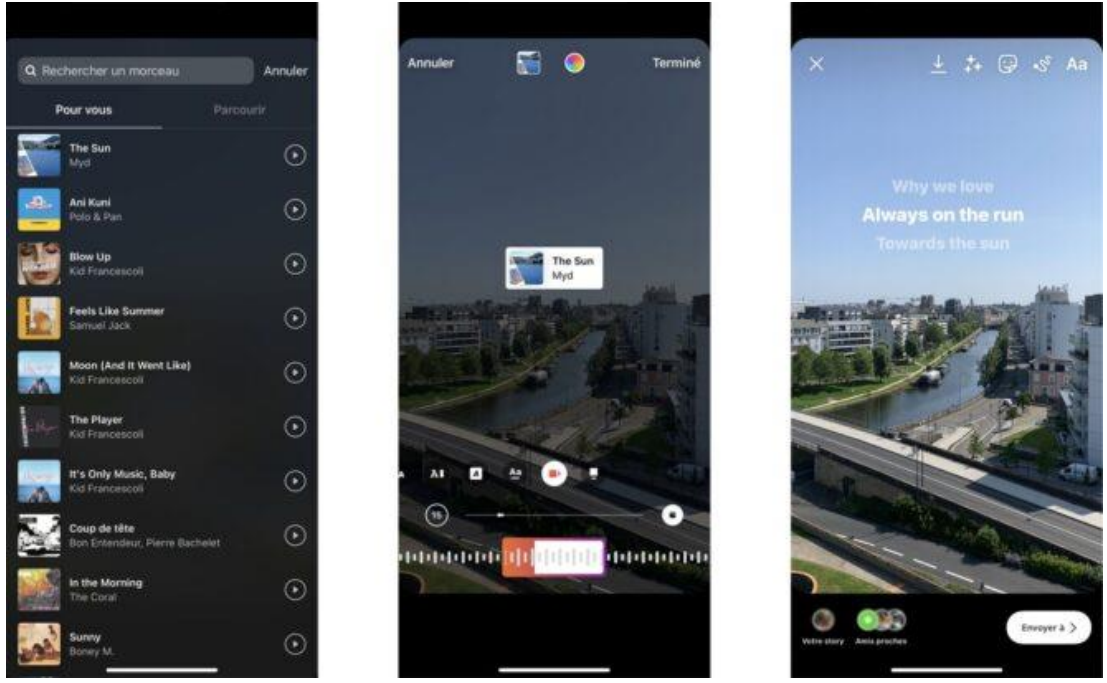 Rechercher un morceau
Annuler
Pour vous
Parcourir
The Sun
Myd
Ani Kuni
Polo & Pan
Blow Up
Kid Francescoli
Feels Like Summer
Samuel Jack
Moon (And It Went Like)
Kid Francescoli
The Player
Kid Francescoli
It's Only Music, Baby
Kid Francescoli
Coup de tête
Bon Entendeur, Pierre Bachelet
In the Morning
The Coral
Sunny
Boney M.
Annuler
Terminé
The Sun
Myd
Aa
15
Aa
Why we love
Always on the run
Towards the sun
Votre story
Amis proches
Envoyer à